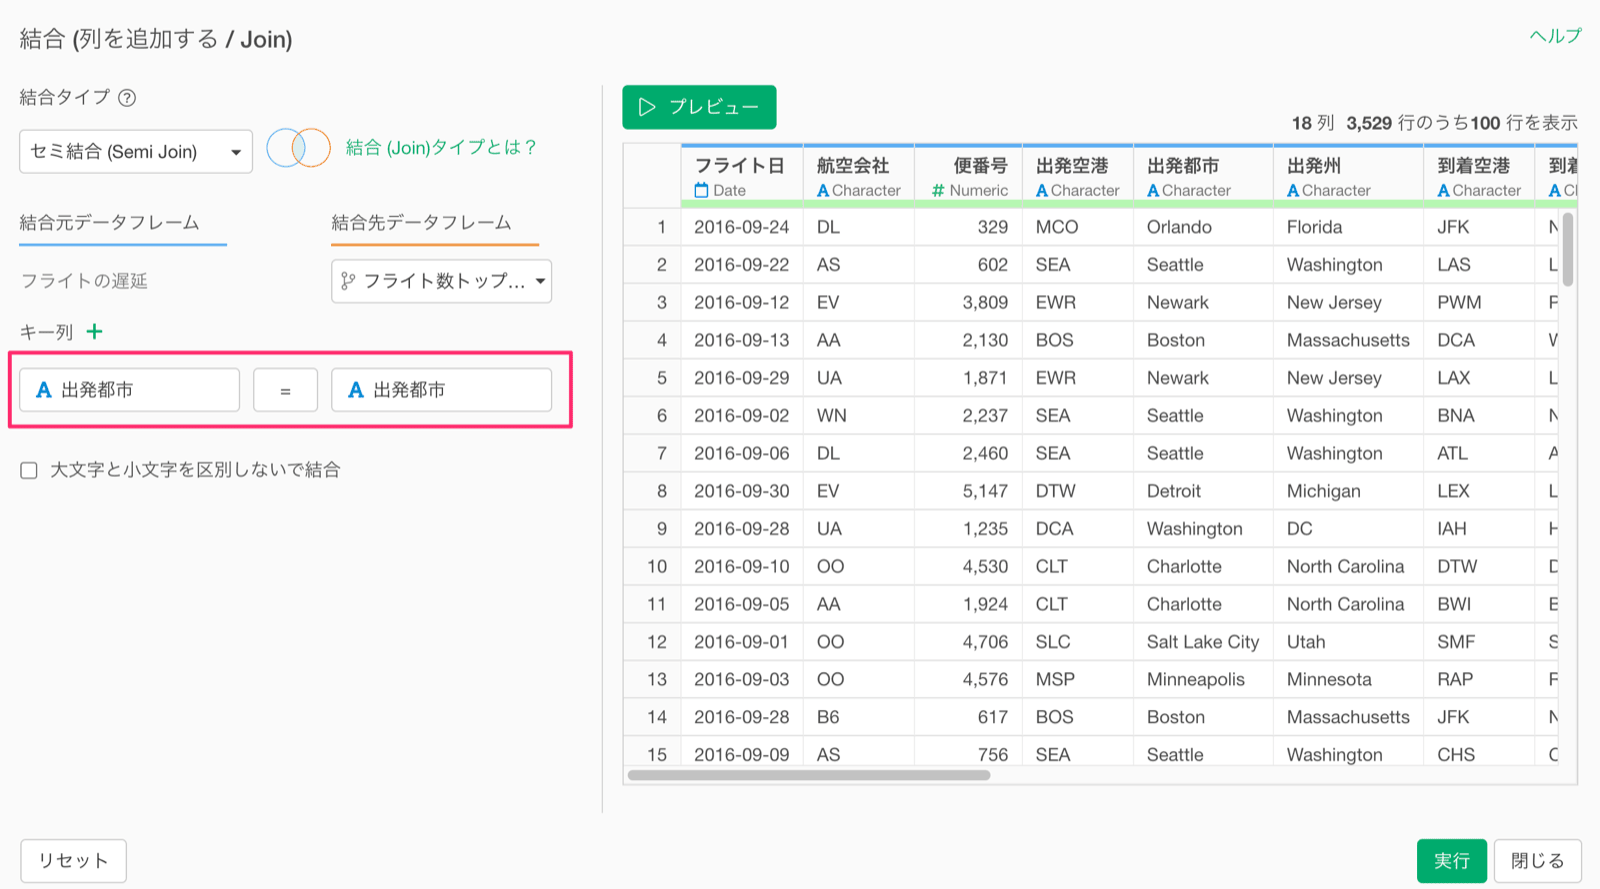 結合 (列を追加する / Join)
ヘルプ
結合タイプ ?
セミ結合 (Semi Join)
結合 (Join)タイプとは？
結合元データフレーム
結合先データフレーム
フライトの遅延
フライト数トップ...
キー列 +
A 出発都市 = A 出発都市
大文字と小文字を区別しないで結合
プレビュー
18 列 3,529 行のうち100 行を表示
フライト日 航空会社 便番号 出発空港 出発都市 出発州 到着空港
Date A Character # Numeric A Character A Character A Character A Character A
1 2016-09-24 DL 329 MCO Orlando Florida JFK
2 2016-09-22 AS 602 SEA Seattle Washington LAS
3 2016-09-12 EV 3,809 EWR Newark New Jersey PWM
4 2016-09-13 AA 2,130 BOS Boston Massachusetts DCA
5 2016-09-29 UA 1,871 EWR Newark New Jersey LAX
6 2016-09-02 WN 2,237 SEA Seattle Washington BNA
7 2016-09-06 DL 2,460 SEA Seattle Washington ATL
8 2016-09-30 EV 5,147 DTW Detroit Michigan LEX
9 2016-09-28 UA 1,235 DCA Washington DC IAH
10 2016-09-10 OO 4,530 CLT Charlotte North Carolina DTW
11 2016-09-05 AA 1,924 CLT Charlotte North Carolina BWI
12 2016-09-01 OO 4,706 SLC Salt Lake City Utah SMF
13 2016-09-03 OO 4,576 MSP Minneapolis Minnesota RAP
14 2016-09-28 B6 617 BOS Boston Massachusetts JFK
15 2016-09-09 AS 756 SEA Seattle Washington CHS
リセット
実行
閉じる